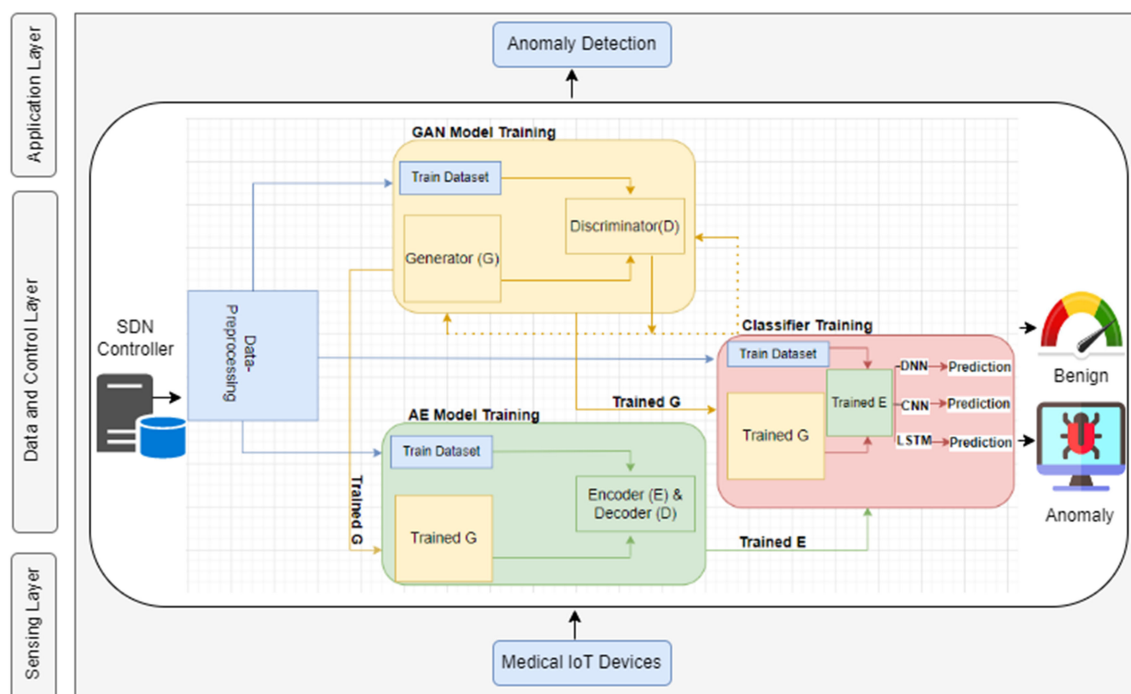 Application Layer
Data and Control Layer
Sensing Layer
Anomaly Detection
GAN Model Training
Train Dataset
Discriminator(D)
Generator (G)
SDN
Controller
Data-
Preprocessing
Classifier Training
Train Dataset
Trained E
Trained G
DNN
Prediction
CNN
Prediction
LSTM
Prediction
Benign
Anomaly
Trained G
AE Model Training
Train Dataset
Encoder (E) &
Decoder (D)
Trained G
Trained G
Trained E
Medical IoT Devices